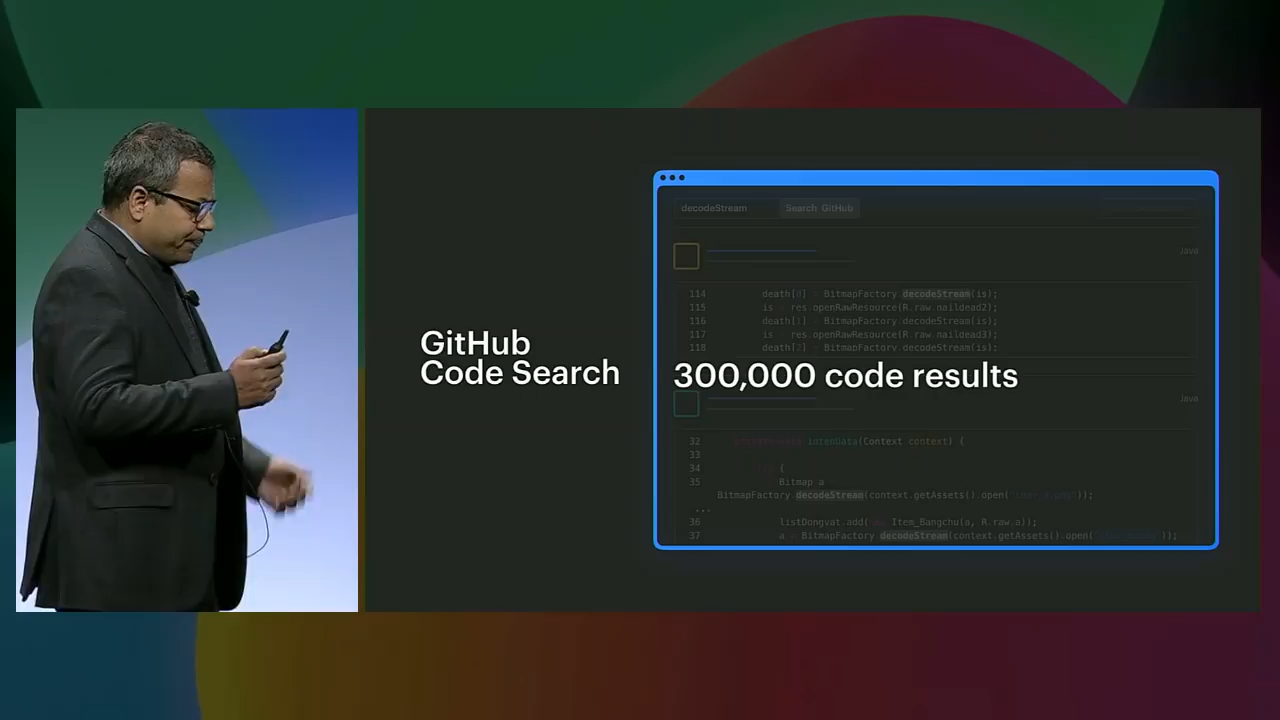 GitHub
Code Search
decodeStream
Search GitHub
Java
114 death[0] = BitmapFactory.decodeStream(is);
115 is = res.openRawResource(R.raw.naildead2);
116 death[1] = BitmapFactory.decodeStream(is);
117 is = res.openRawResource(R.raw.naildead3);
118 death[2] = BitmapFactory.decodeStream(is);
300,000 code results
Java
32 intenData(Context context) {
33
34 {
35 Bitmap a =
BitmapFactory.decodeStream(context.getAssets().open(
...
36 listDongvat.add( Item_Bangchu(a, R.raw.a));
37 a = BitmapFactory.decodeStream(context.getAssets().open(